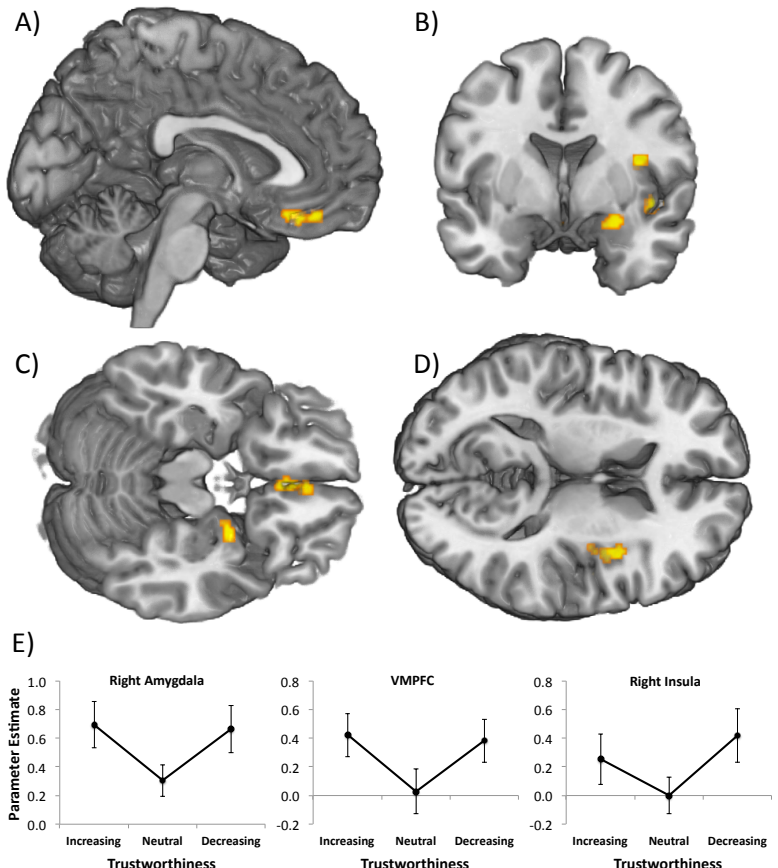 A)
B)
C)
D)
E)
Right Amygdala
VMPFC
Right Insula
Parameter Estimate
1.0
0.8
0.6
0.4
0.2
0.0
0.8
0.6
0.4
0.2
0.0
-0.2
0.8
0.6
0.4
0.2
0.0
-0.2
Increasing Neutral Decreasing
Increasing Neutral Decreasing
Increasing Neutral Decreasing
Trustworthiness
Trustworthiness
Trustworthiness